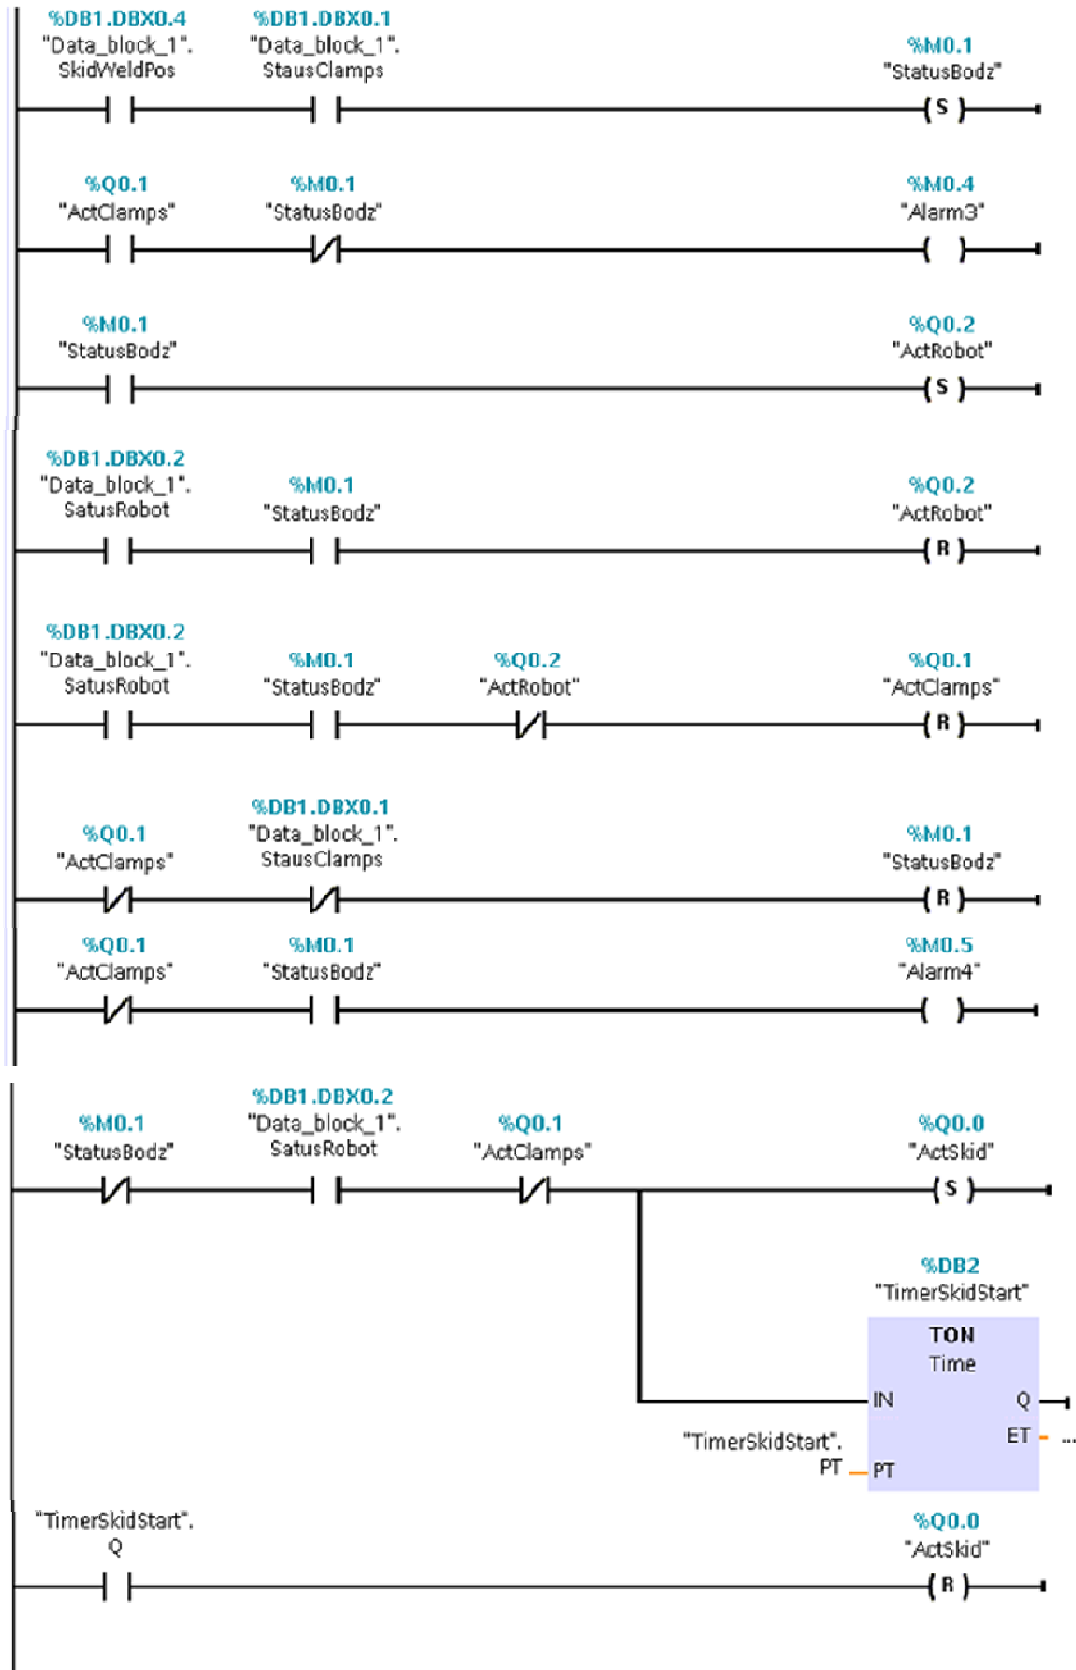 %DB1.DBX0.4 %DB1.DBX0.1
"Data_block_1". "Data_block_1". %M0.1
SkidWeldPos StausClamps "StatusBodz"
S
%Q0.1 %M0.1 %M0.4
"ActClamps" "StatusBodz" "Alarm3"
%M0.1 %Q0.2
"StatusBodz" "ActRobot"
S
%DB1.DBX0.2
"Data_block_1". %M0.1 %Q0.2
SatusRobot "StatusBodz" "ActRobot"
R
%DB1.DBX0.2
"Data_block_1". %M0.1 %Q0.2 %Q0.1
SatusRobot "StatusBodz" "ActRobot" "ActClamps"
R
%DB1.DBX0.1
%Q0.1 "Data_block_1". %M0.1
"ActClamps" StausClamps "StatusBodz"
R
%Q0.1 %M0.1 %M0.5
"ActClamps" "StatusBodz" "Alarm4"
%DB1.DBX0.2
%M0.1 "Data_block_1". %Q0.1 %Q0.0
"StatusBodz" SatusRobot "ActClamps" "ActSkid"
S
%DB2
"TimerSkidStart"
TON
Time
IN Q
"TimerSkidStart". ET ...
PT PT
"TimerSkidStart". %Q0.0
Q "ActSkid"
R